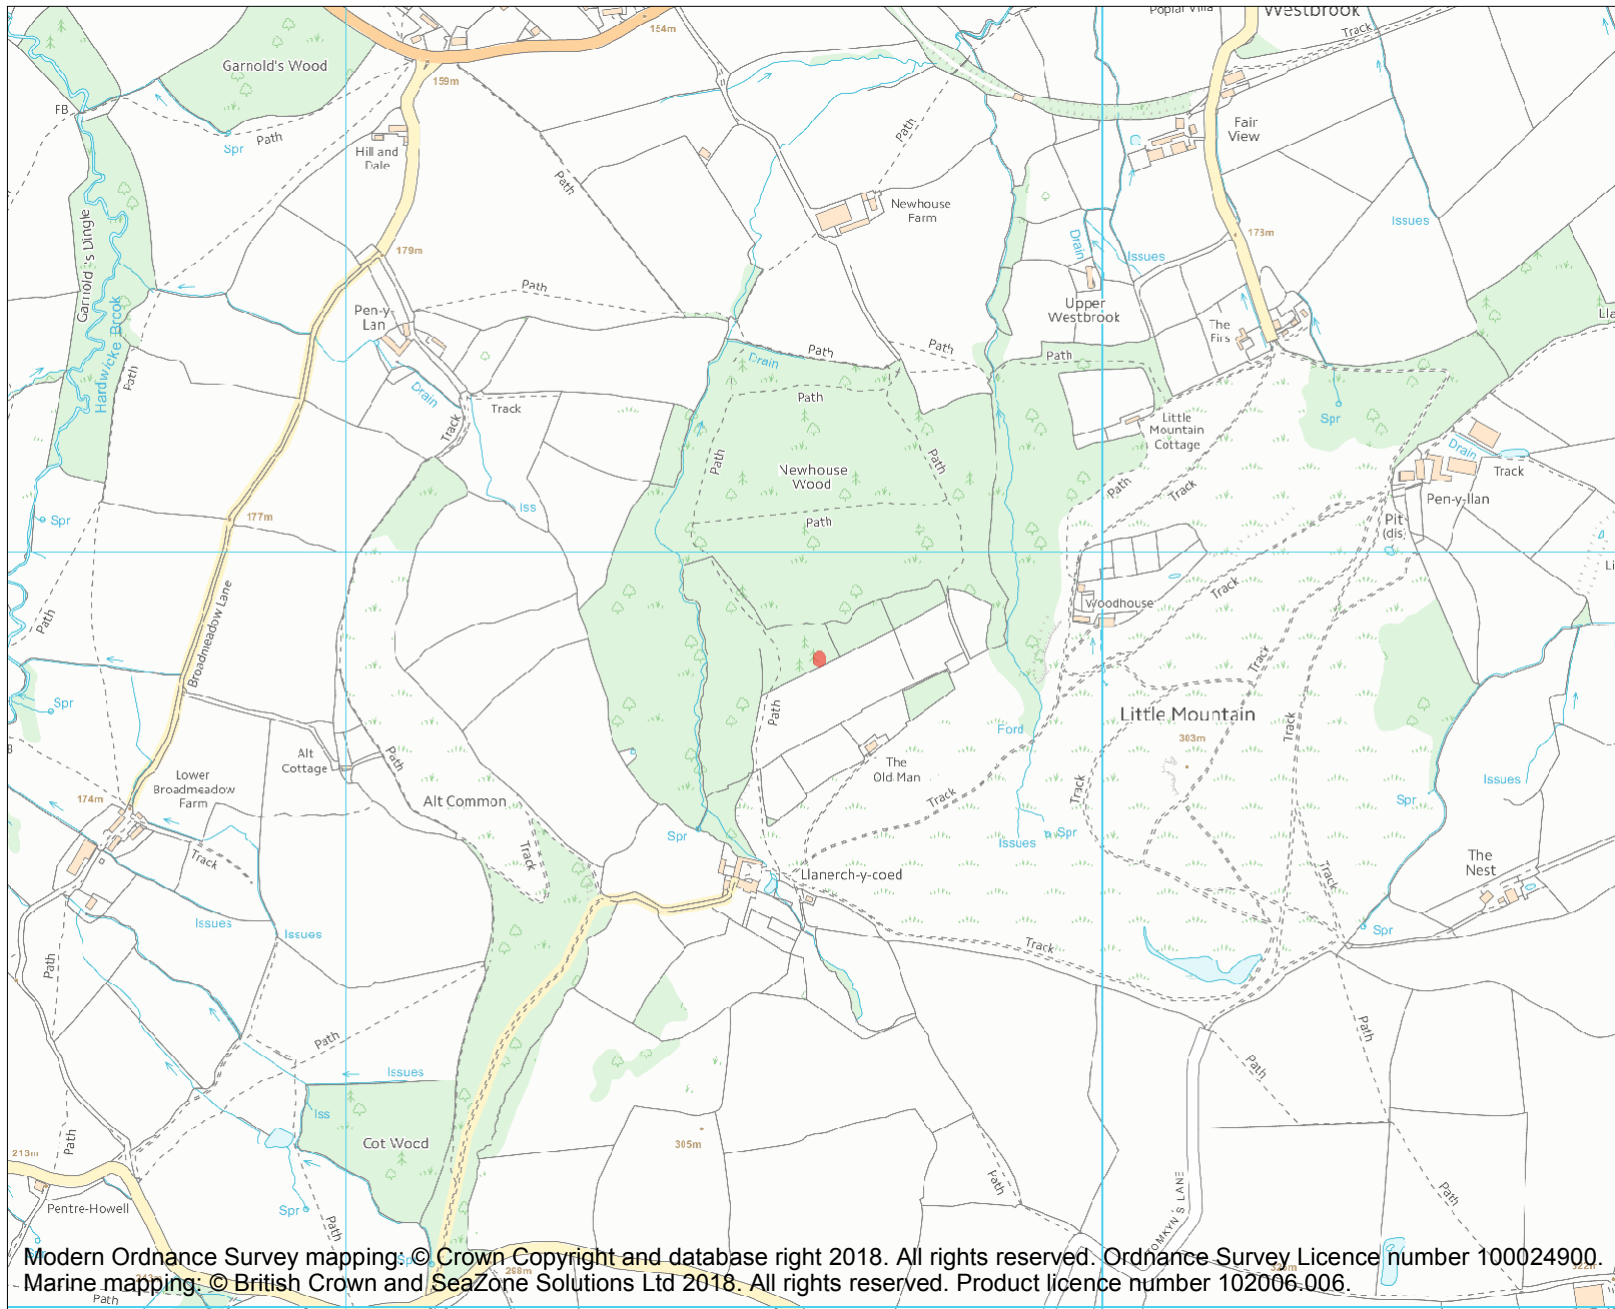 Poplar Villa
Westbrook
Track
154m
Garnold's Wood
159m
FB
Path
Spr
Hill and
Dale
Path
Path
Fair
View
Newhouse
Farm
Issues
Garnold's Dingle
179m
Drain
Issues
173m
Hardwicke Brook
Path
Path
Pen-y-
Lan
Upper
Westbrook
The
Firs
Lla
Drain
Path
Path
Path
Drain
Track
Track
Path
Path
Path
Little
Mountain
Cottage
Spr
Newhouse
Wood
Path
Track
Drain
Track
Pen-y-llan
Iss
Spr
177m
Path
Pit
(dis)
Li
Broadmeadow Lane
Path
Track
Woodhouse
Track
Spr
Path
Little Mountain
303m
Track
Ford
Alt
Cottage
Path
The
Old Man
Lower
Broadmeadow
Farm
174m
Alt Common
Track
Track
Issues
Spr
Spr
Issues
Spr
Track
Track
Llanerch-y-coed
Track
The
Nest
Issues
Issues
Track
Spr
Path
Path
Path
Path
Issues
Iss
Cot Wood
305m
Path
213m
Path
Pentre-Howell
Spr
Path
Path
TOMKYN'S LANE
Path
Modern Ordnance Survey mapping: © Crown Copyright and database right 2018. All rights reserved. Ordnance Survey Licence number 100024900.
Marine mapping: © British Crown and SeaZone Solutions Ltd 2018. All rights reserved. Product licence number 102006.006.
Path